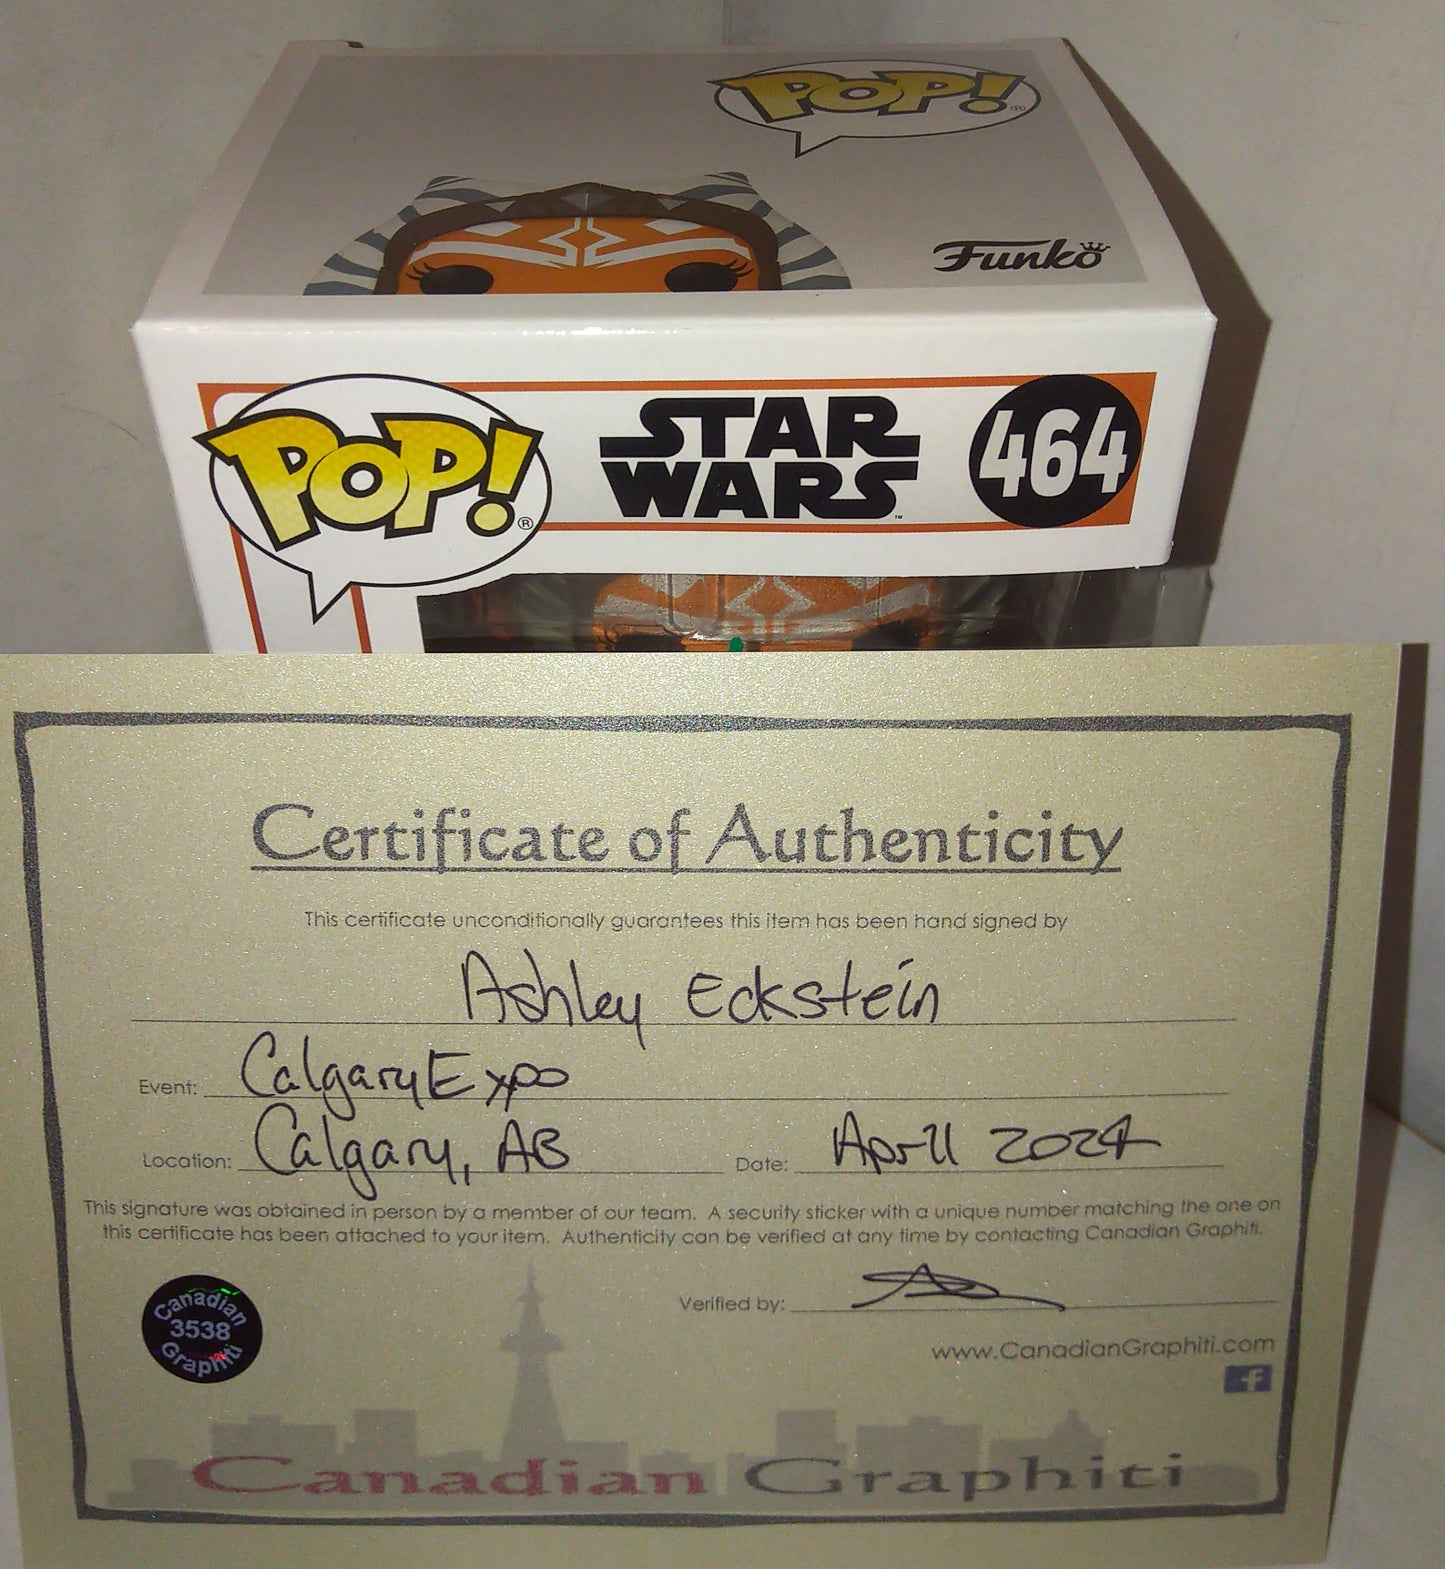 POP! ®
Funko
POP! ®
STAR
WARS ™
464
Certificate of Authenticity
This certificate unconditionally guarantees this item has been hand signed by
Ashley Eckstein
Event: Calgary Expo
Location: Calgary, AB Date: April 2024
This signature was obtained in person by a member of our team. A security sticker with a unique number matching the one on
this certificate has been attached to your item. Authenticity can be verified at any time by contacting Canadian Graphiti.
Canadian
3538
Graphiti
Verified by:
www.CanadianGraphiti.com
f
Canadian Graphiti